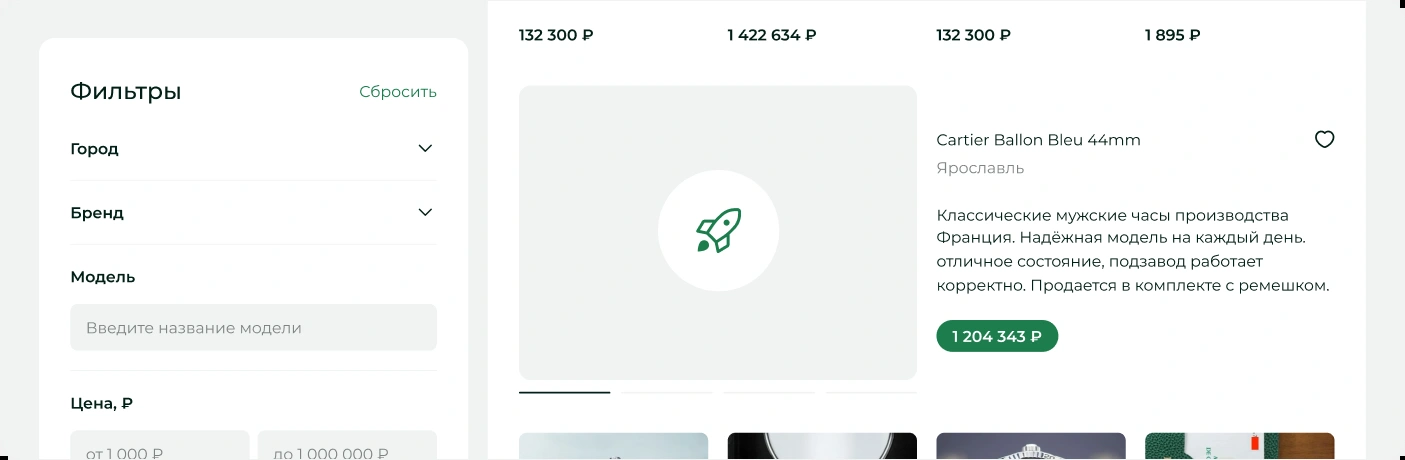 Фильтры
Сбросить
Город
Бренд
Модель
Введите название модели
Цена, ₽
от 1 000 ₽
до 1 000 000 ₽
132 300 ₽
1 422 634 ₽
132 300 ₽
1 895 ₽
Cartier Ballon Bleu 44mm
Ярославль
Классические мужские часы производства
Франция. Надёжная модель на каждый день.
отличное состояние, подзавод работает
корректно. Продается в комплекте с ремешком.
1 204 343 ₽